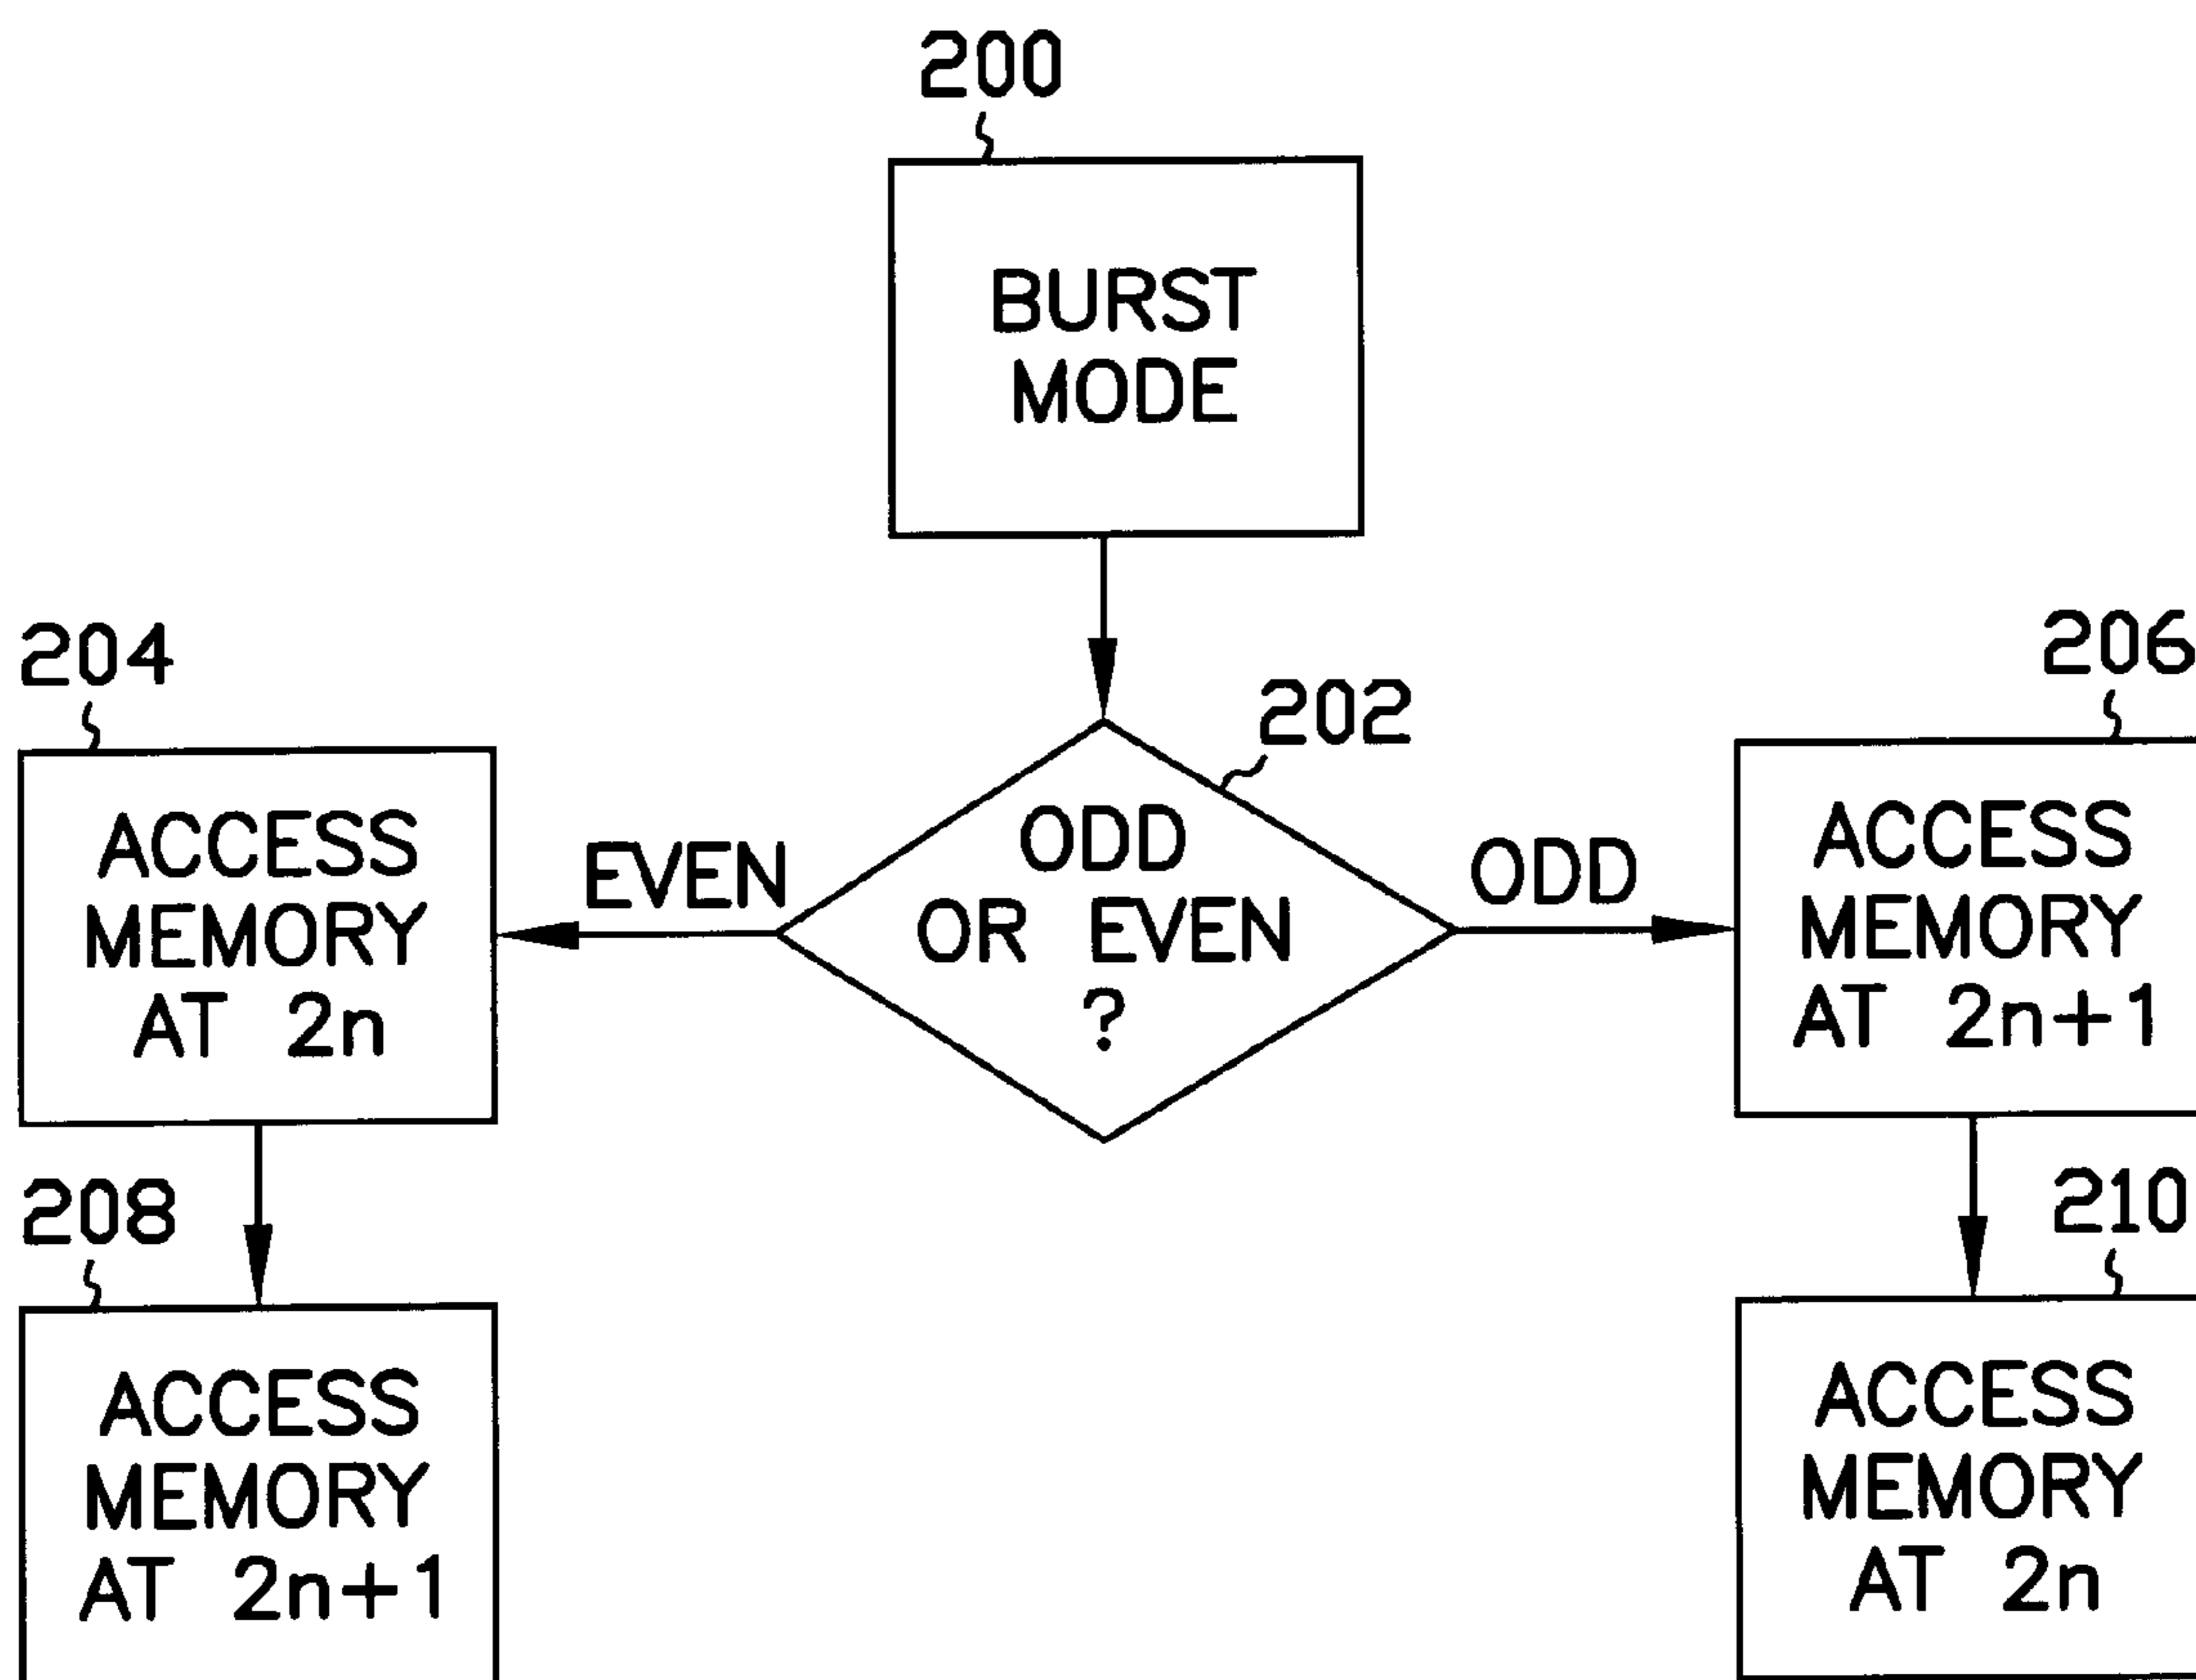 200
BURST
MODE
204
206
202
ACCESS
MEMORY
AT 2n
EVEN
ODD
OR EVEN
?
ODD
ACCESS
MEMORY
AT 2n+1
208
210
ACCESS
MEMORY
AT 2n+1
ACCESS
MEMORY
AT 2n